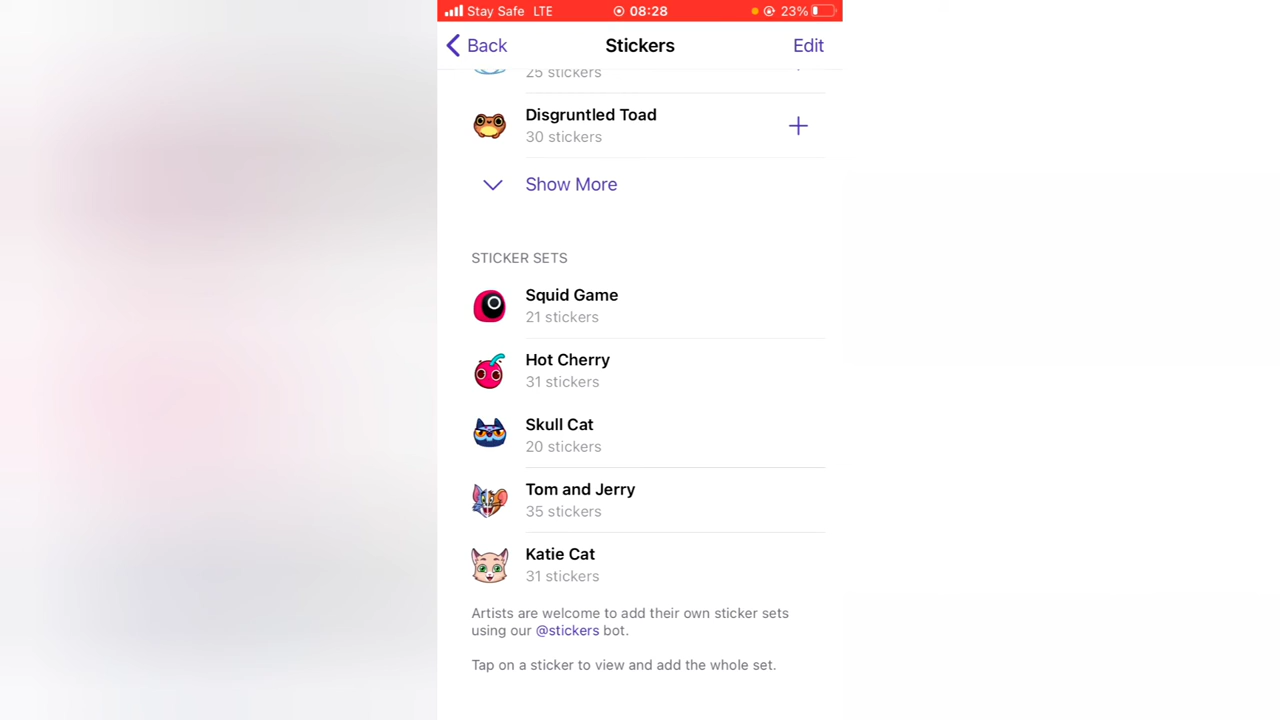 Stay Safe LTE 08:28 23%
Back Stickers Edit
25 stickers
Disgruntled Toad
30 stickers
Show More
STICKER SETS
Squid Game
21 stickers
Hot Cherry
31 stickers
Skull Cat
20 stickers
Tom and Jerry
35 stickers
Katie Cat
31 stickers
Artists are welcome to add their own sticker sets
using our @stickers bot.
Tap on a sticker to view and add the whole set.